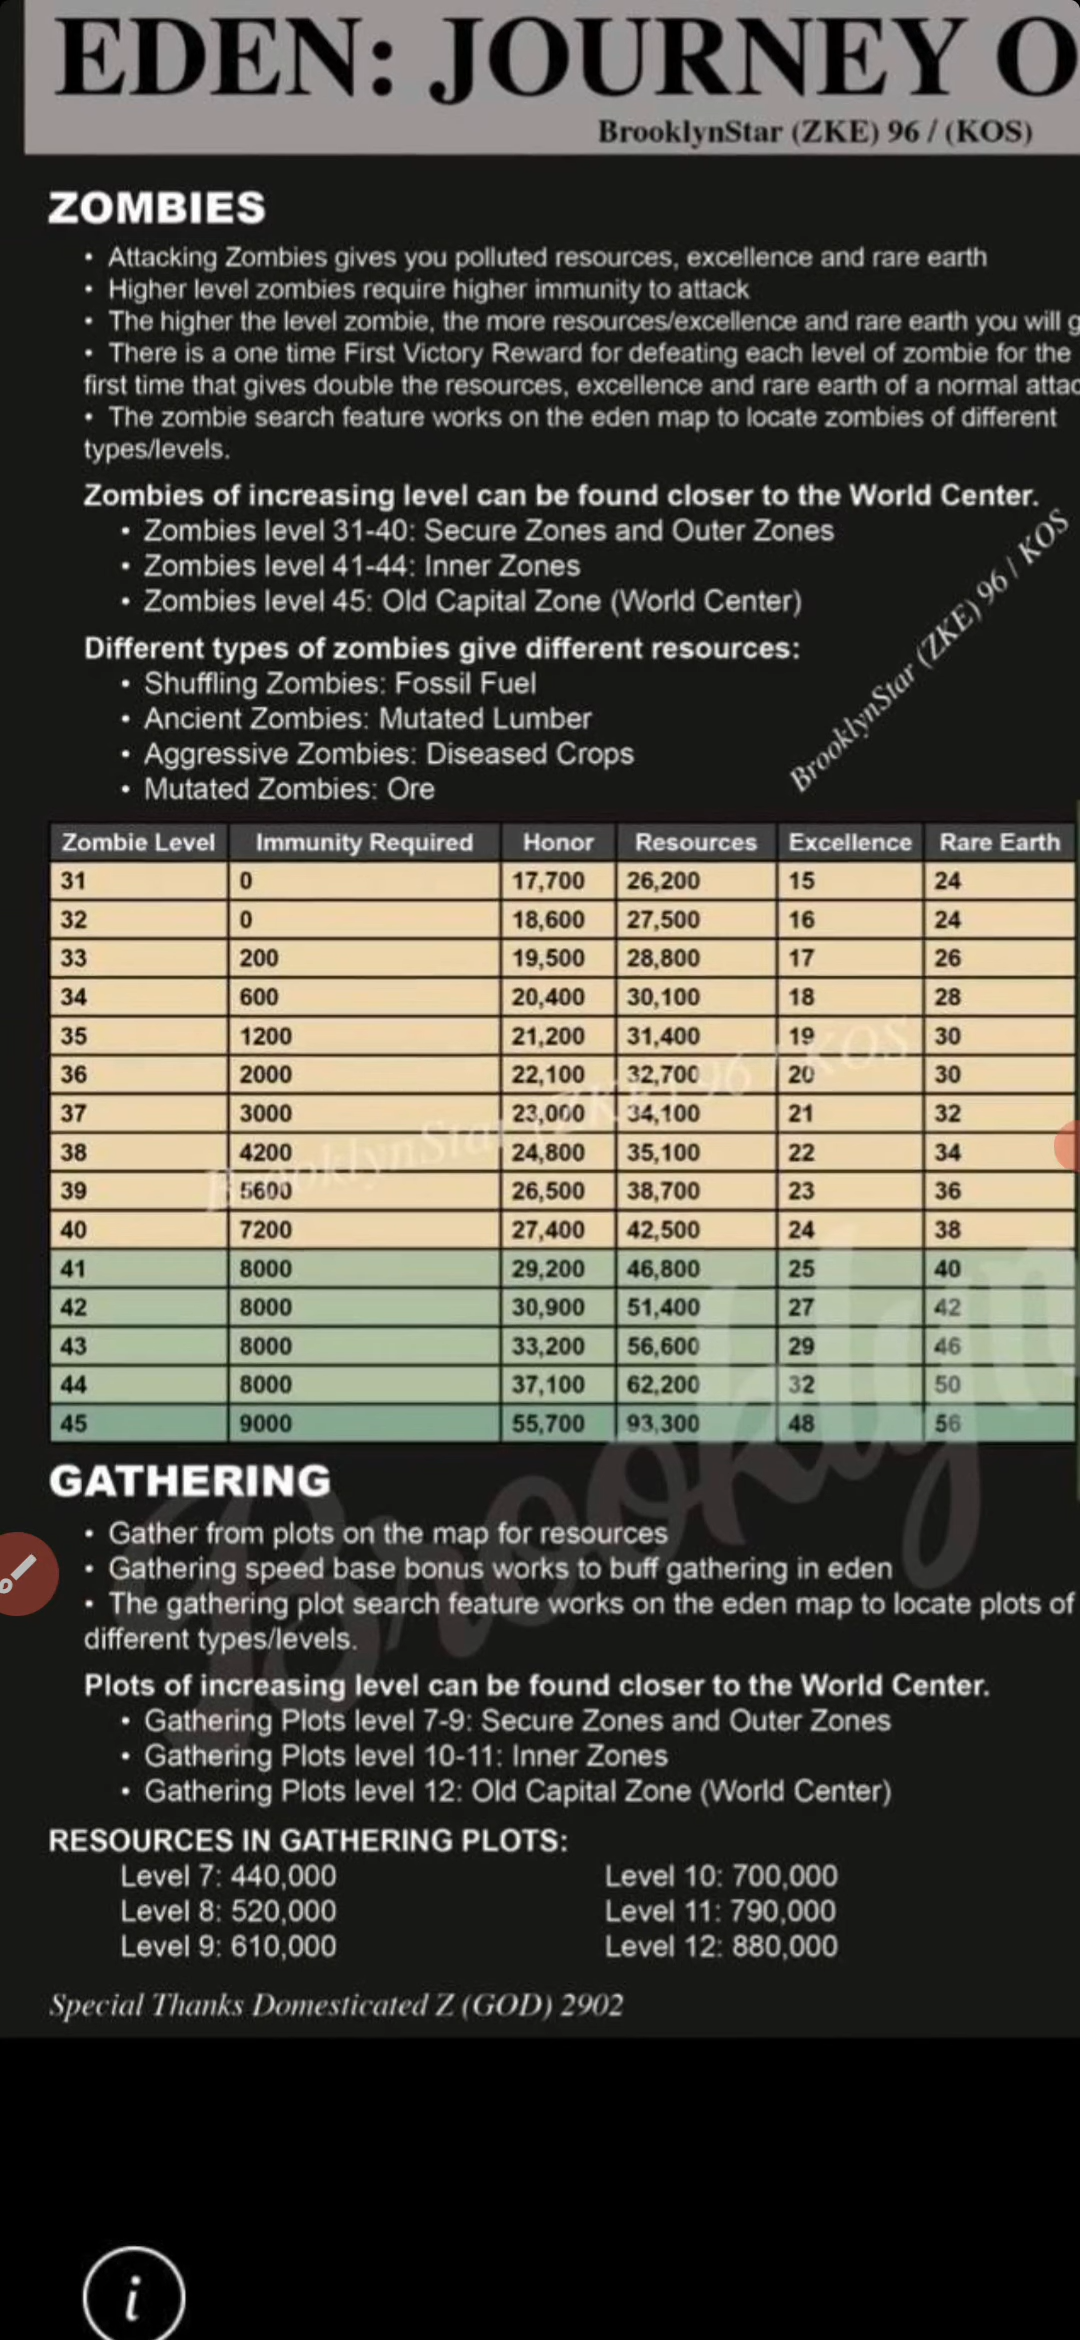 EDEN: JOURNEY O
BrooklynStar (ZKE) 96 / (KOS)
ZOMBIES
• Attacking Zombies gives you polluted resources, excellence and rare earth
• Higher level zombies require higher immunity to attack
• The higher the level zombie, the more resources/excellence and rare earth you will g
• There is a one time First Victory Reward for defeating each level of zombie for the
first time that gives double the resources, excellence and rare earth of a normal attac
• The zombie search feature works on the eden map to locate zombies of different
types/levels.
Zombies of increasing level can be found closer to the World Center.
• Zombies level 31-40: Secure Zones and Outer Zones
• Zombies level 41-44: Inner Zones
• Zombies level 45: Old Capital Zone (World Center)
BrooklynStar (ZKE) 96 / KOS
Different types of zombies give different resources:
• Shuffling Zombies: Fossil Fuel
• Ancient Zombies: Mutated Lumber
• Aggressive Zombies: Diseased Crops
• Mutated Zombies: Ore
Zombie Level Immunity Required Honor Resources Excellence Rare Earth
31 0 17,700 26,200 15 24
32 0 18,600 27,500 16 24
33 200 19,500 28,800 17 26
34 600 20,400 30,100 18 28
35 1200 21,200 31,400 19 30
36 2000 22,100 32,700 20 30
37 3000 23,000 34,100 21 32
38 4200 24,800 35,100 22 34
39 5600 26,500 38,700 23 36
40 7200 27,400 42,500 24 38
41 8000 29,200 46,800 25 40
42 8000 30,900 51,400 27 42
43 8000 33,200 56,600 29 46
44 8000 37,100 62,200 32 50
45 9000 55,700 93,300 48 56
BrooklynStar (ZKE) 96 / KOS
Brooklyn
GATHERING
• Gather from plots on the map for resources
• Gathering speed base bonus works to buff gathering in eden
• The gathering plot search feature works on the eden map to locate plots of
different types/levels.
Plots of increasing level can be found closer to the World Center.
• Gathering Plots level 7-9: Secure Zones and Outer Zones
• Gathering Plots level 10-11: Inner Zones
• Gathering Plots level 12: Old Capital Zone (World Center)
RESOURCES IN GATHERING PLOTS:
Level 7: 440,000 Level 10: 700,000
Level 8: 520,000 Level 11: 790,000
Level 9: 610,000 Level 12: 880,000
Special Thanks Domesticated Z (GOD) 2902
i